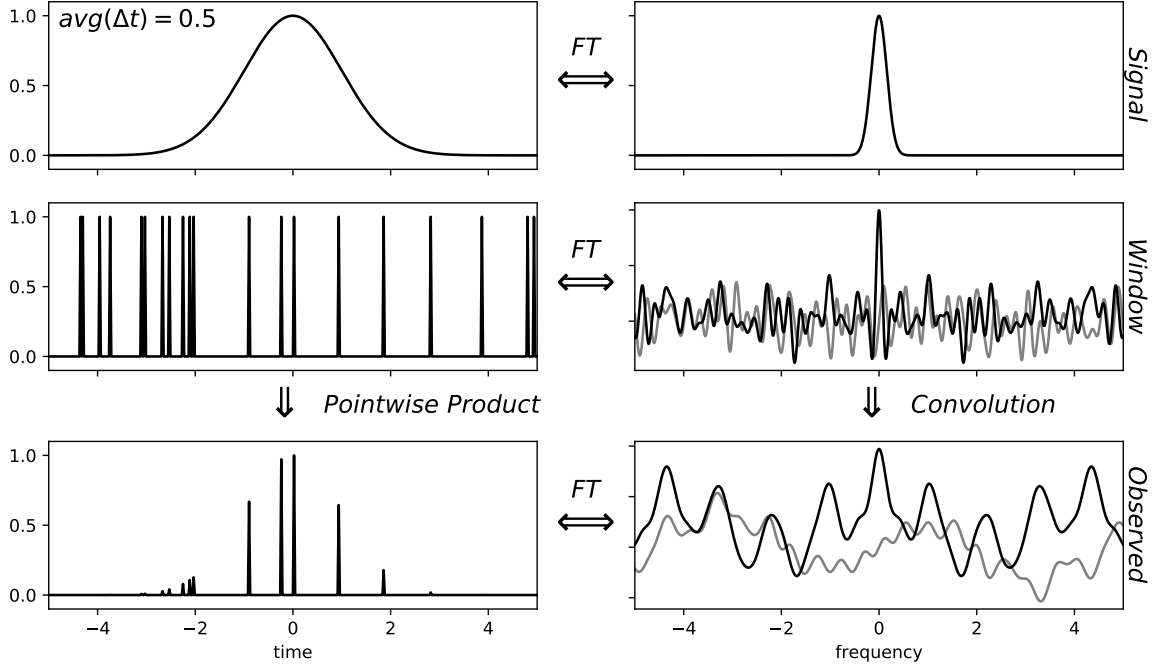 avg(Δt) = 0.5
1.0
0.5
0.0
FT
Signal
1.0
0.5
0.0
FT
Window
⇓ Pointwise Product
⇓ Convolution
1.0
0.5
0.0
FT
Observed
−4 −2 0 2 4
time
−4 −2 0 2 4
frequency